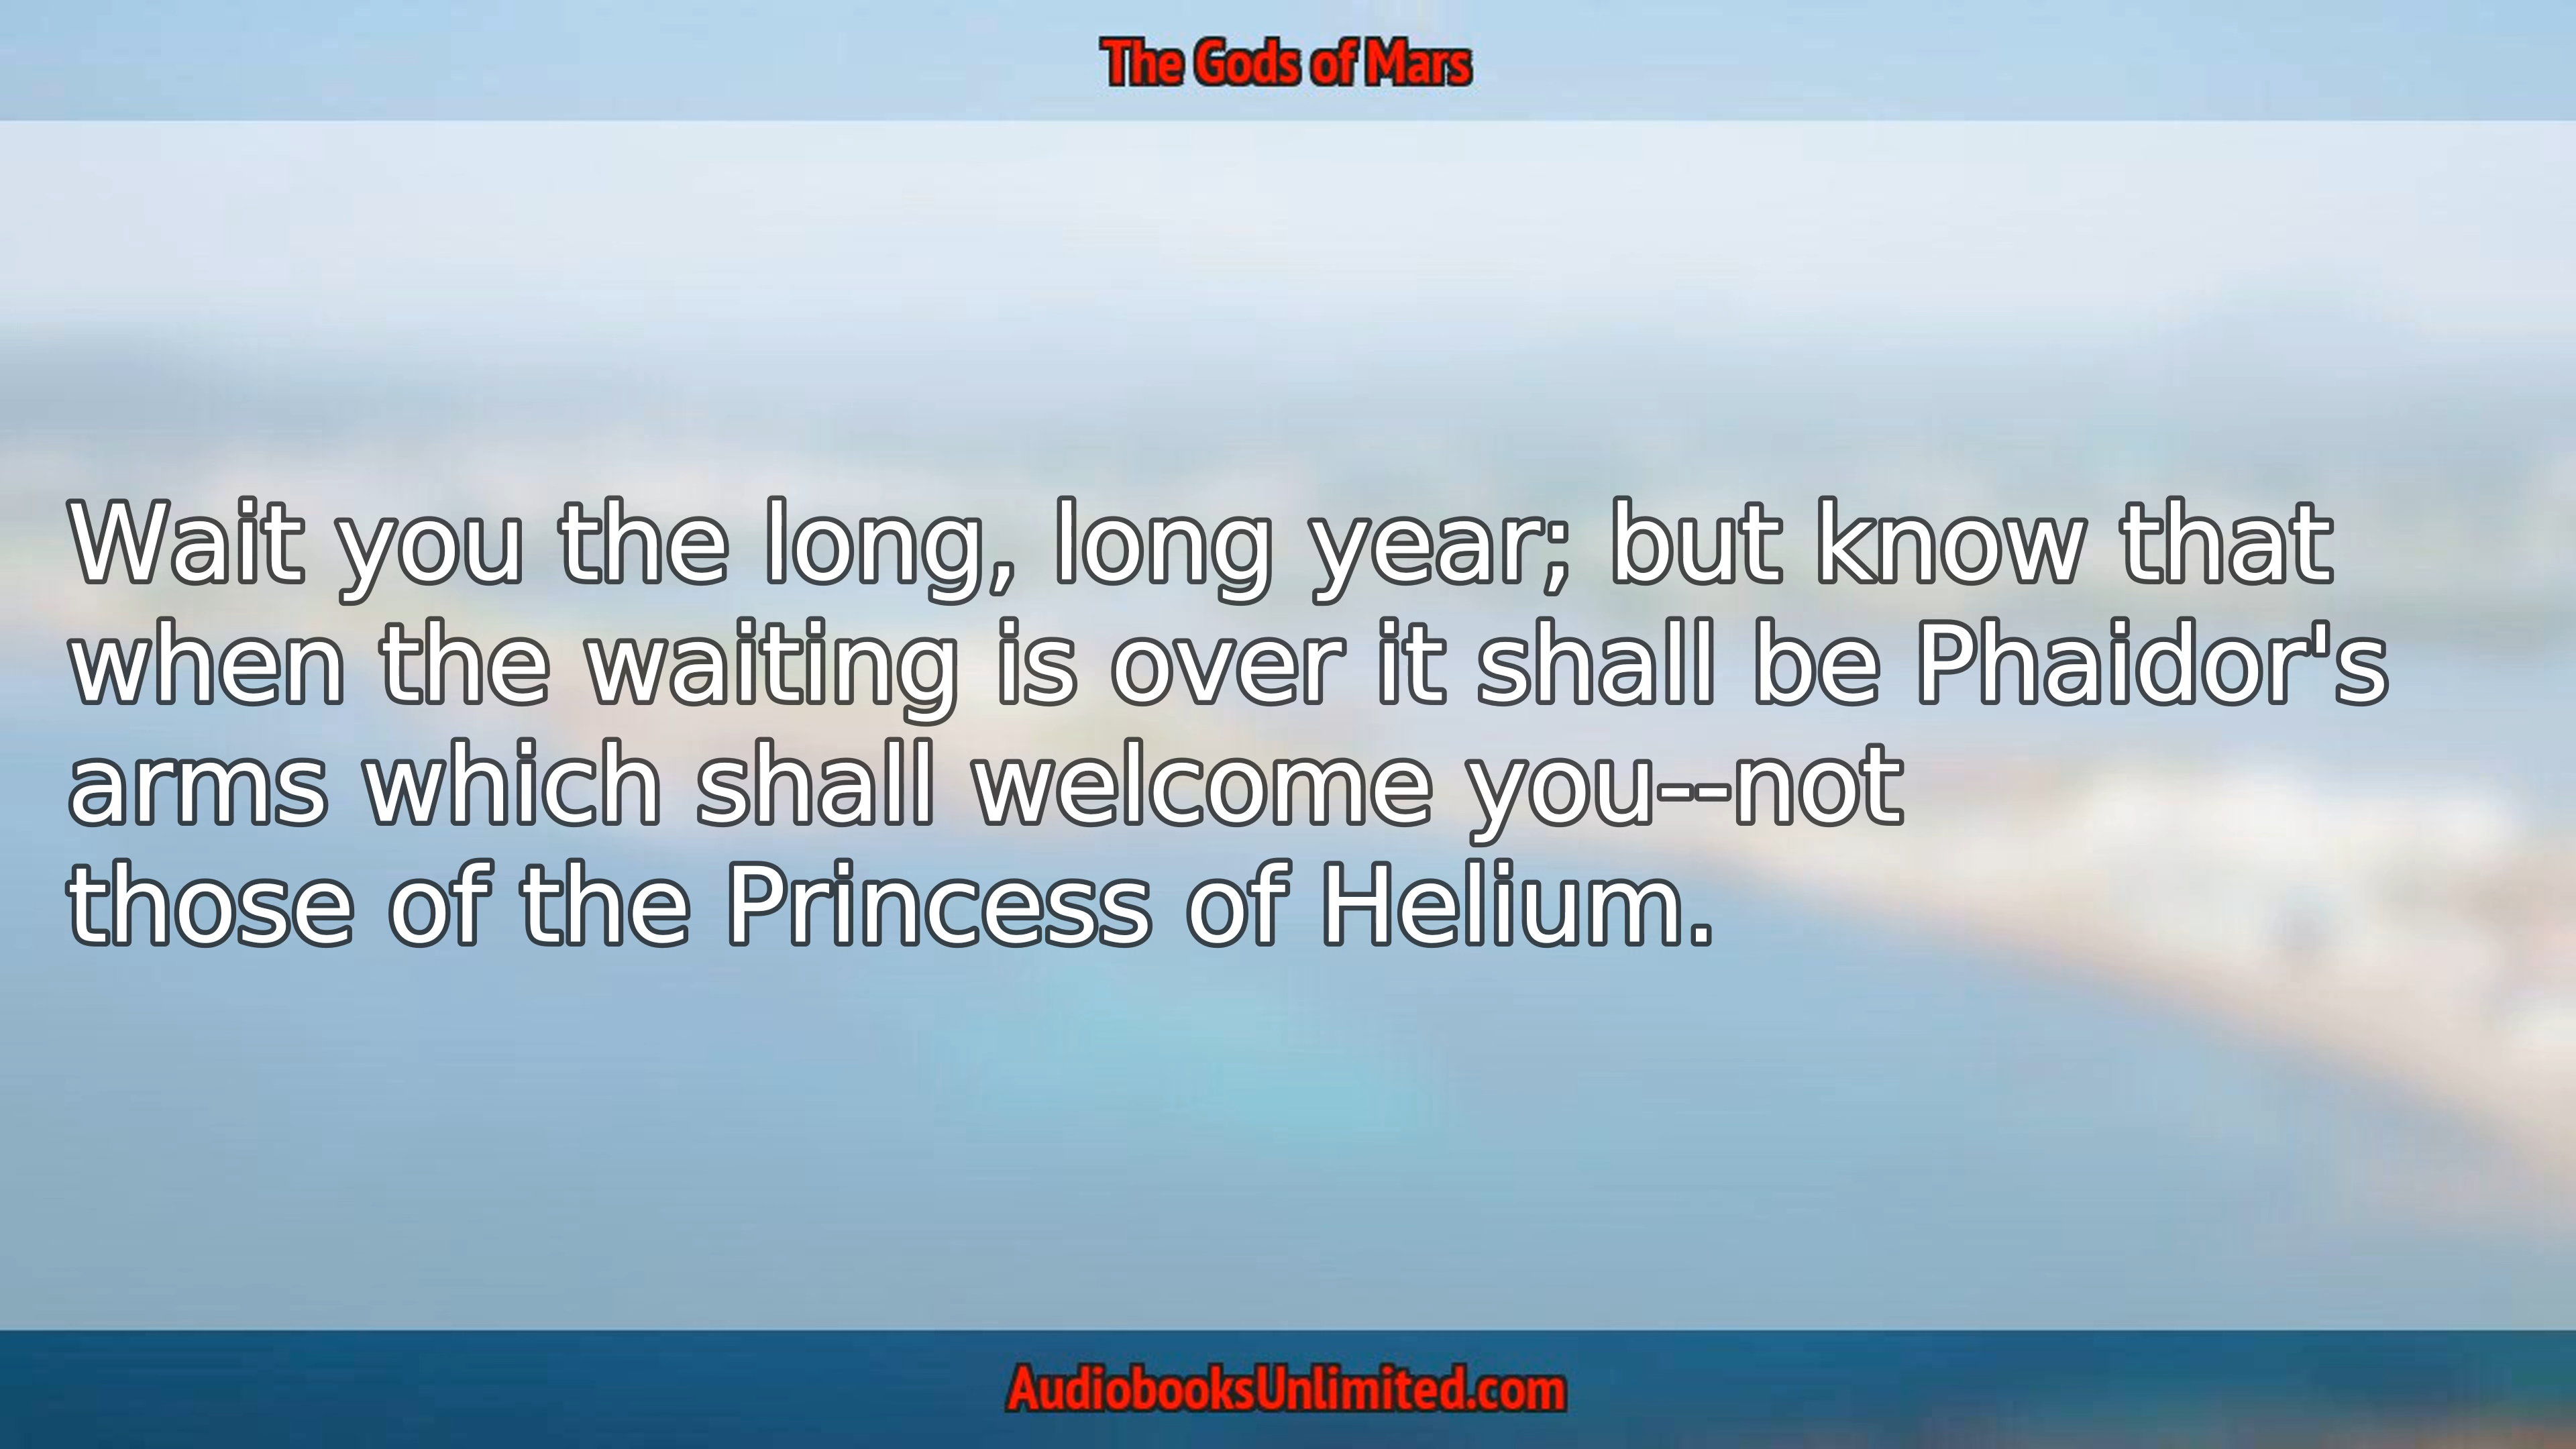 The Gods of Mars
Wait you the long, long year; but know that
when the waiting is over it shall be Phaidor's
arms which shall welcome you--not
those of the Princess of Helium.
AudiobooksUnlimited.com